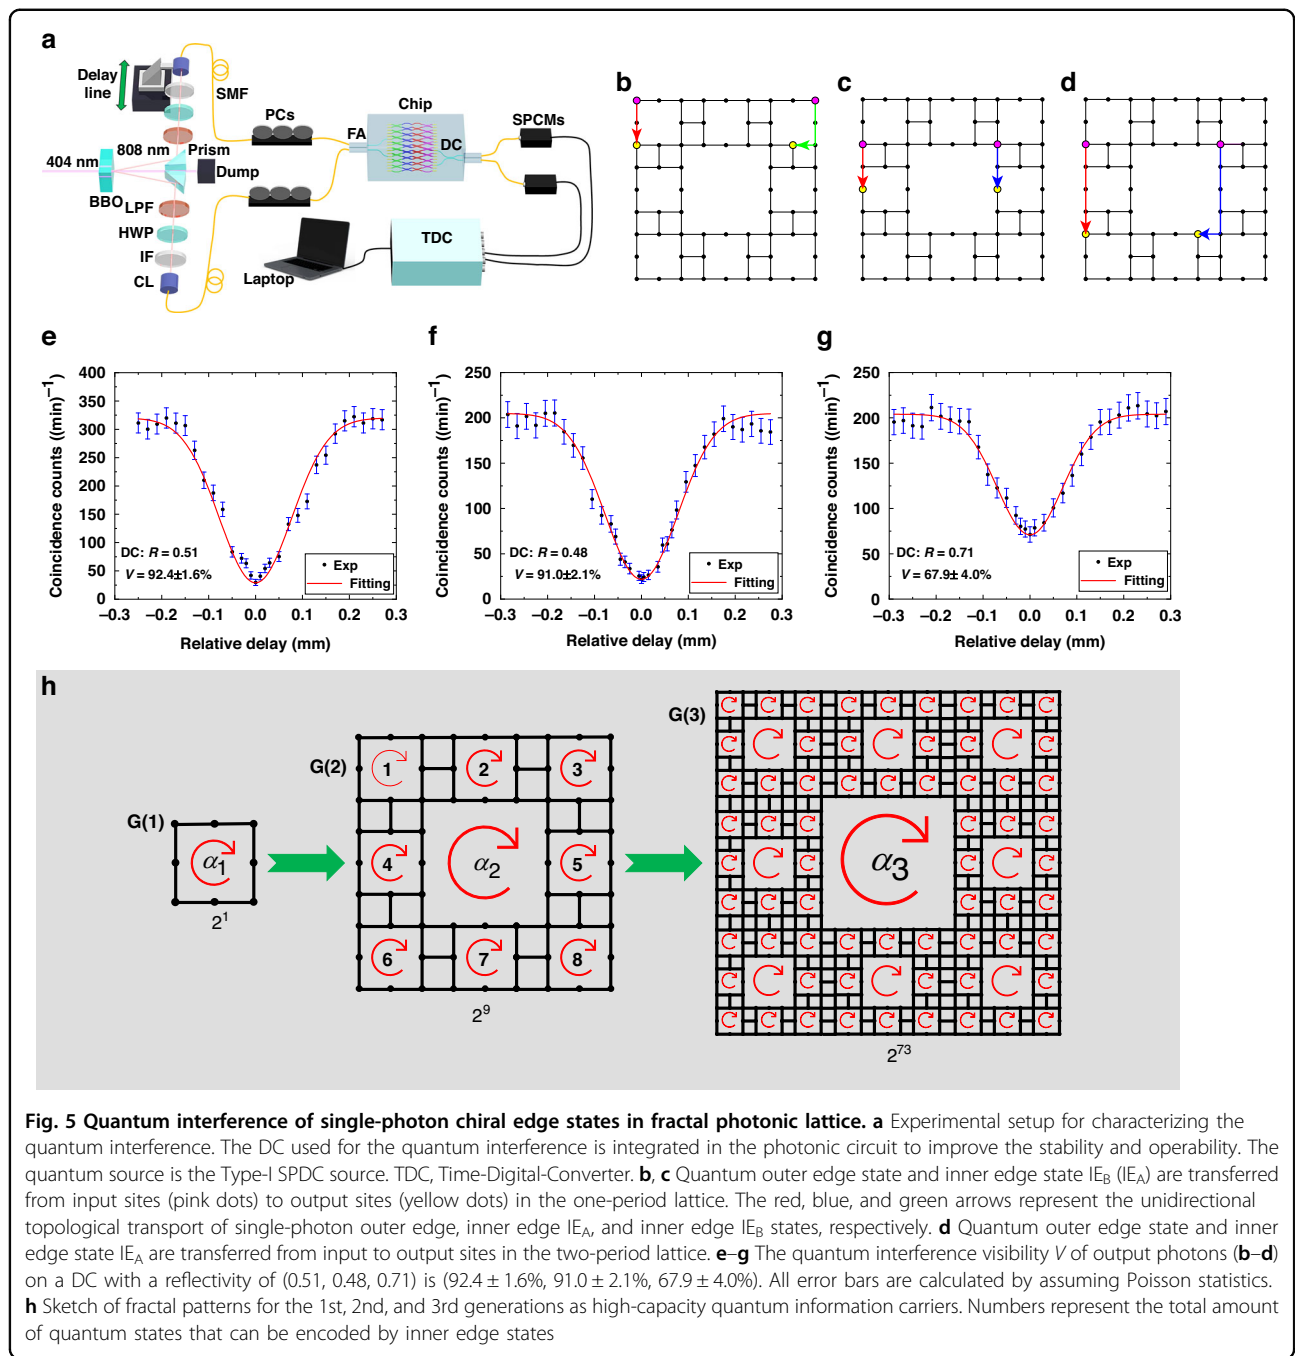 a
Delay
line
SMF
PCs
Chip
SPCMs
FA
DC
404 nm
808 nm
Prism
Dump
BBO
LPF
HWP
IF
CL
TDC
Laptop
b
c
d
e
Coincidence counts ((min)⁻¹)
400
350
300
250
200
150
100
50
0
DC: R = 0.51
V = 92.4±1.6%
Exp
Fitting
−0.3 −0.2 −0.1 0.0 0.1 0.2 0.3
Relative delay (mm)
f
Coincidence counts ((min)⁻¹)
250
200
150
100
50
0
DC: R = 0.48
V = 91.0±2.1%
Exp
Fitting
−0.3 −0.2 −0.1 0.0 0.1 0.2 0.3
Relative delay (mm)
g
Coincidence counts ((min)⁻¹)
250
200
150
100
50
0
DC: R = 0.71
V = 67.9± 4.0%
Exp
Fitting
−0.3 −0.2 −0.1 0.0 0.1 0.2 0.3
Relative delay (mm)
h
G(1)
α₁
2¹
G(2)
1 2 3
4 α₂ 5
6 7 8
2⁹
G(3)
α₃
2⁷³
Fig. 5 Quantum interference of single-photon chiral edge states in fractal photonic lattice. a Experimental setup for characterizing the
quantum interference. The DC used for the quantum interference is integrated in the photonic circuit to improve the stability and operability. The
quantum source is the Type-I SPDC source. TDC, Time-Digital-Converter. b, c Quantum outer edge state and inner edge state IE_B (IE_A) are transferred
from input sites (pink dots) to output sites (yellow dots) in the one-period lattice. The red, blue, and green arrows represent the unidirectional
topological transport of single-photon outer edge, inner edge IE_A, and inner edge IE_B states, respectively. d Quantum outer edge state and inner
edge state IE_A are transferred from input to output sites in the two-period lattice. e–g The quantum interference visibility V of output photons (b–d)
on a DC with a reflectivity of (0.51, 0.48, 0.71) is (92.4 ± 1.6%, 91.0 ± 2.1%, 67.9 ± 4.0%). All error bars are calculated by assuming Poisson statistics.
h Sketch of fractal patterns for the 1st, 2nd, and 3rd generations as high-capacity quantum information carriers. Numbers represent the total amount
of quantum states that can be encoded by inner edge states